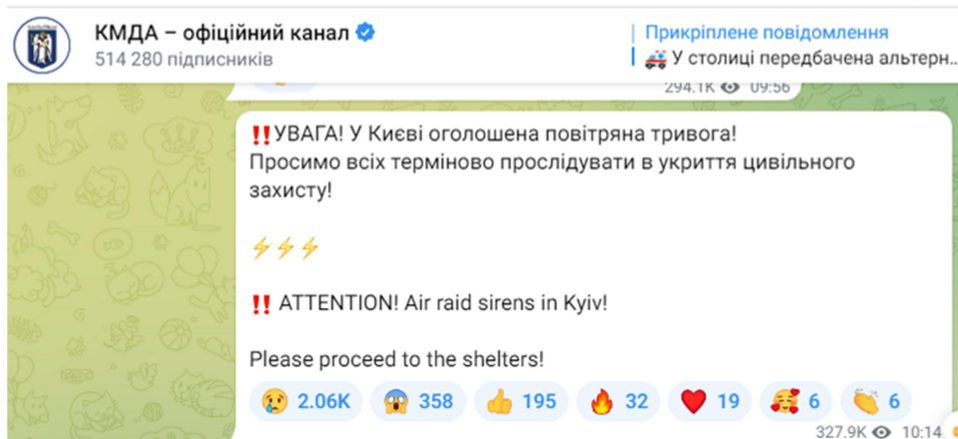 КМДА – офіційний канал
514 280 підписників
Прикріплене повідомлення
🚑 У столиці передбачена альтерн...
294.1K 09:56
‼️УВАГА! У Києві оголошена повітряна тривога!
Просимо всіх терміново прослідувати в укриття цивільного
захисту!
⚡⚡⚡
‼️ ATTENTION! Air raid sirens in Kyiv!
Please proceed to the shelters!
😢 2.06K 😱 358 👍 195 🔥 32 ❤️ 19 🥰 6 👏 6
327.9K 10:14